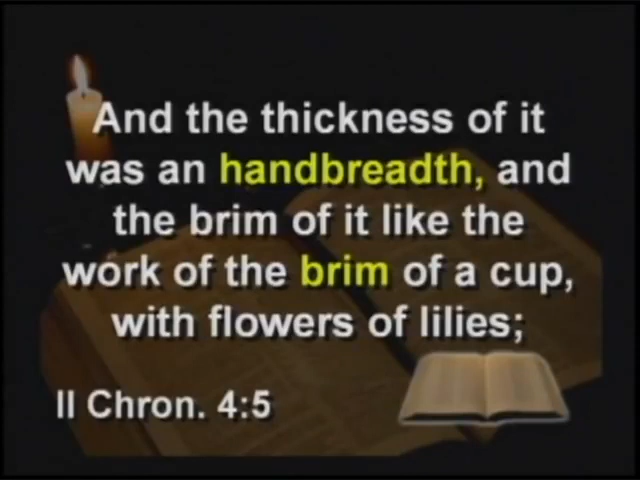 And the thickness of it
was an handbreadth, and
the brim of it like the
work of the brim of a cup,
with flowers of lilies;
II Chron. 4:5